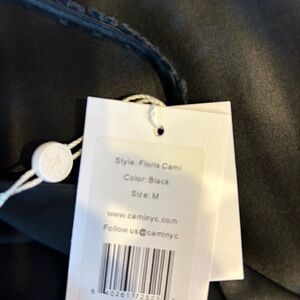 Style: Floris Cami
Color: Black
Size: M
www.caminyc.com
Follow us@caminyc